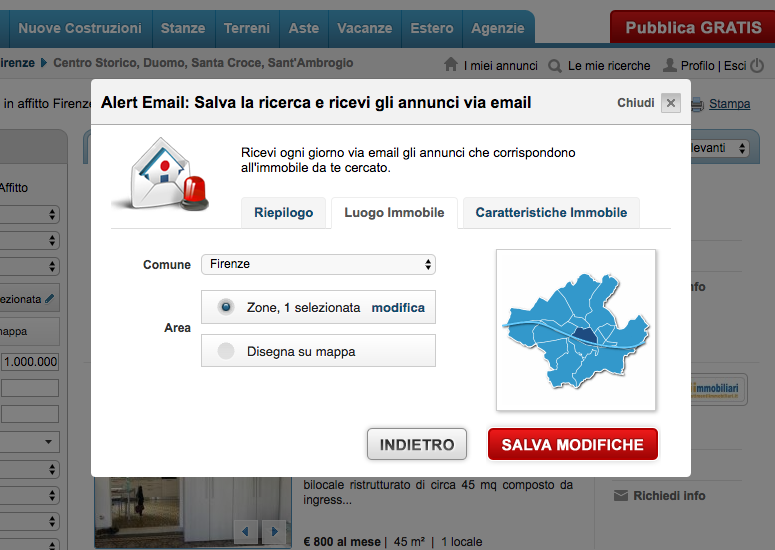 Nuove Costruzioni Stanze Terreni Aste Vacanze Estero Agenzie Pubblica GRATIS
irenze Centro Storico, Duomo, Santa Croce, Sant'Ambrogio I miei annunci Le mie ricerche Profilo | Esci
in affitto Firenz Stampa
Alert Email: Salva la ricerca e ricevi gli annunci via email Chiudi
levanti
Ricevi ogni giorno via email gli annunci che corrispondono
all'immobile da te cercato.
Affitto
Riepilogo Luogo Immobile Caratteristiche Immobile
Comune Firenze
ezionata Zone, 1 selezionata modifica
info
Area
mappa Disegna su mappa
1.000.000
immobiliari
INDIETRO SALVA MODIFICHE
bilocale ristrutturato di circa 45 mq composto da
ingress...
Richiedi info
€ 800 al mese | 45 m² | 1 locale